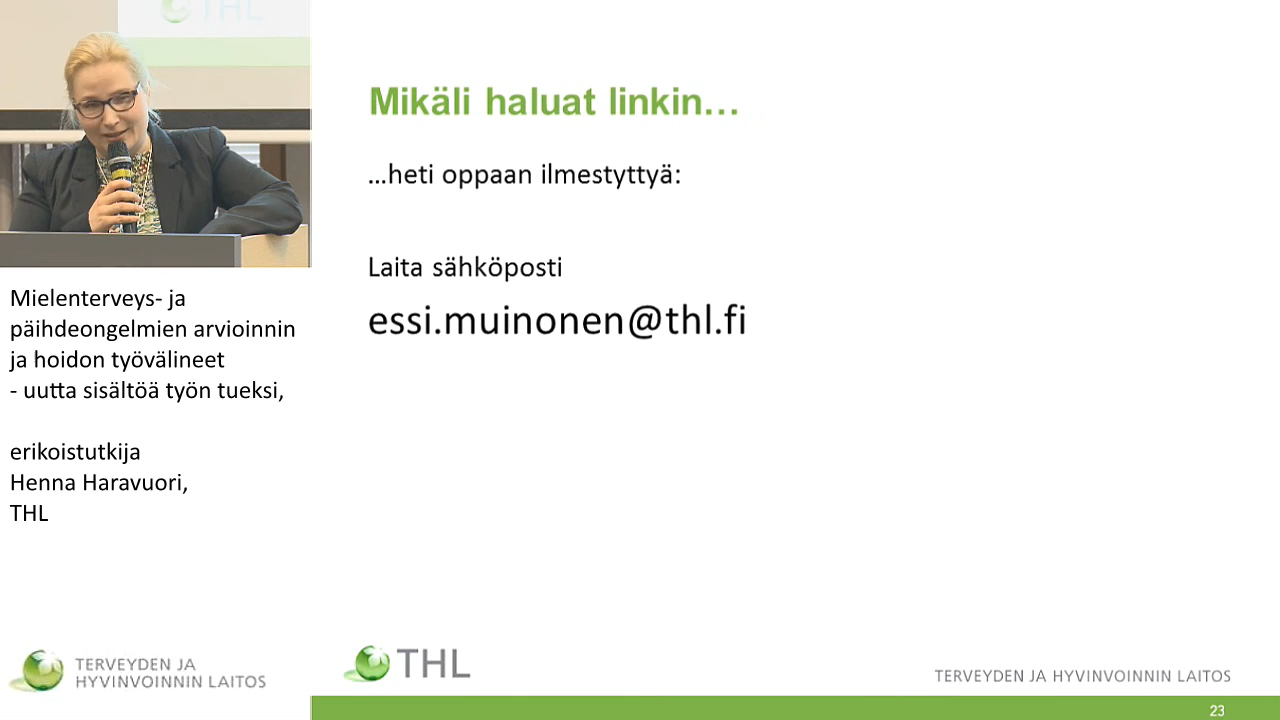 THL
Mielenterveys- ja
päihdeongelmien arvioinnin
ja hoidon työvälineet
- uutta sisältöä työn tueksi,
erikoistutkija
Henna Haravuori,
THL
TERVEYDEN JA
HYVINVOINNIN LAITOS
Mikäli haluat linkin…
…heti oppaan ilmestyttyä:
Laita sähköposti
essi.muinonen@thl.fi
THL
TERVEYDEN JA HYVINVOINNIN LAITOS
23